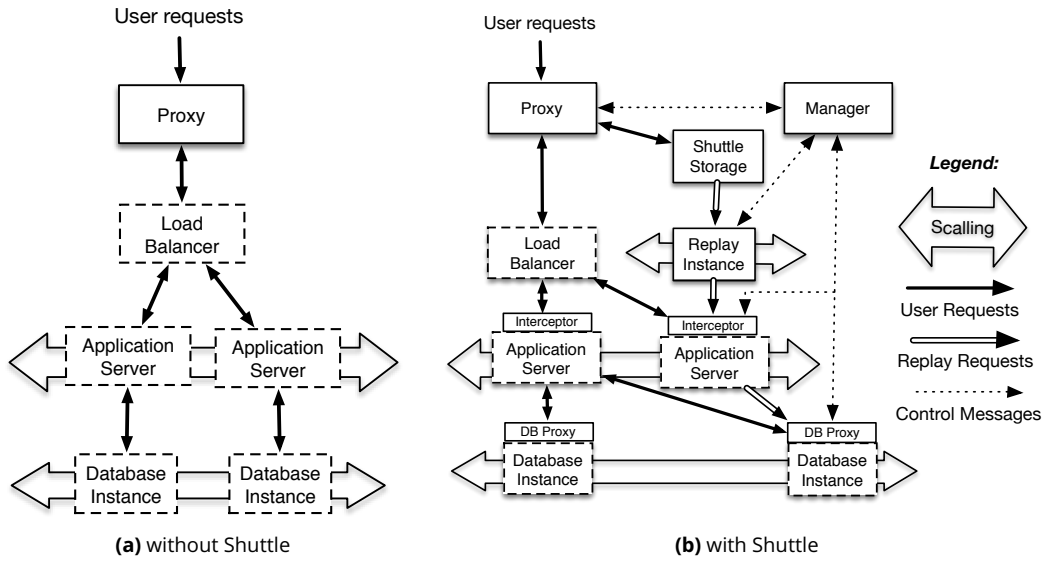 User requests
Proxy
Load
Balancer
Application
Server
Application
Server
Database
Instance
Database
Instance
(a) without Shuttle
User requests
Proxy
Manager
Shuttle
Storage
Load
Balancer
Replay
Instance
Interceptor
Application
Server
Interceptor
Application
Server
DB Proxy
Database
Instance
DB Proxy
Database
Instance
(b) with Shuttle
Legend:
Scalling
User Requests
Replay Requests
Control Messages